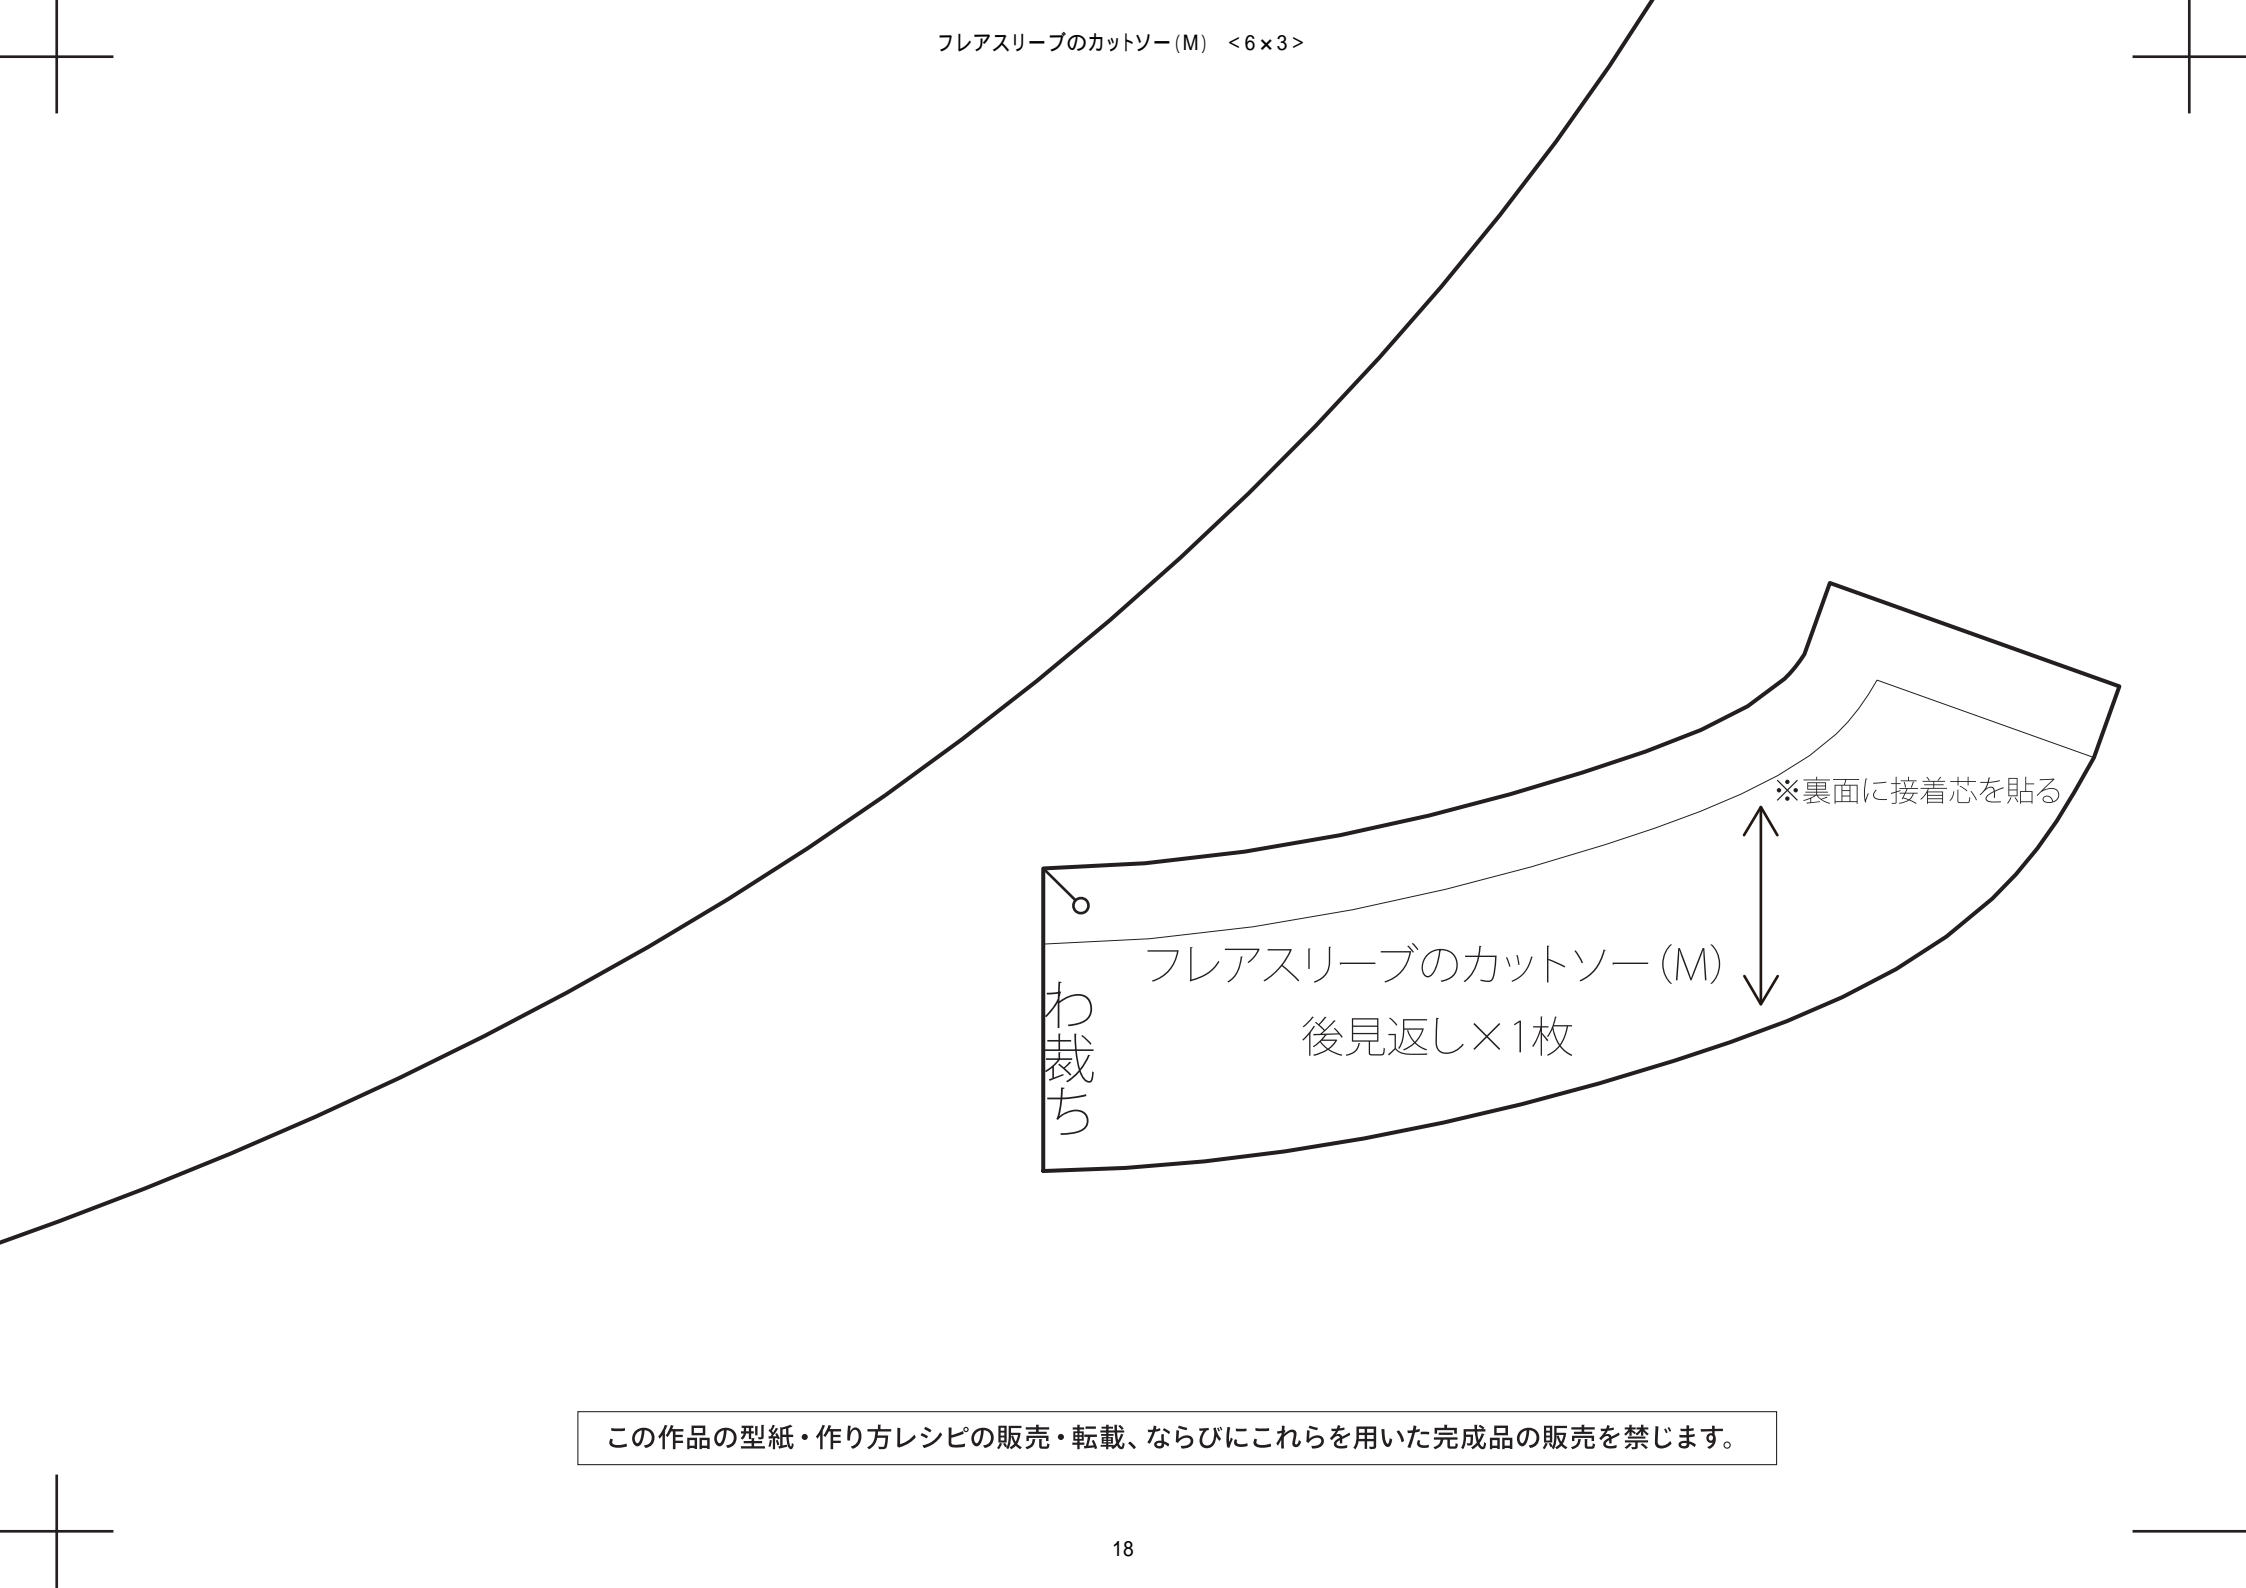 フレアスリーブのカットソー(M) <6×3>
※裏面に接着芯を貼る
フレアスリーブのカットソー(M)
後見返し×1枚
わ裁ち
この作品の型紙・作り方レシピの販売・転載、ならびにこれらを用いた完成品の販売を禁じます。
18